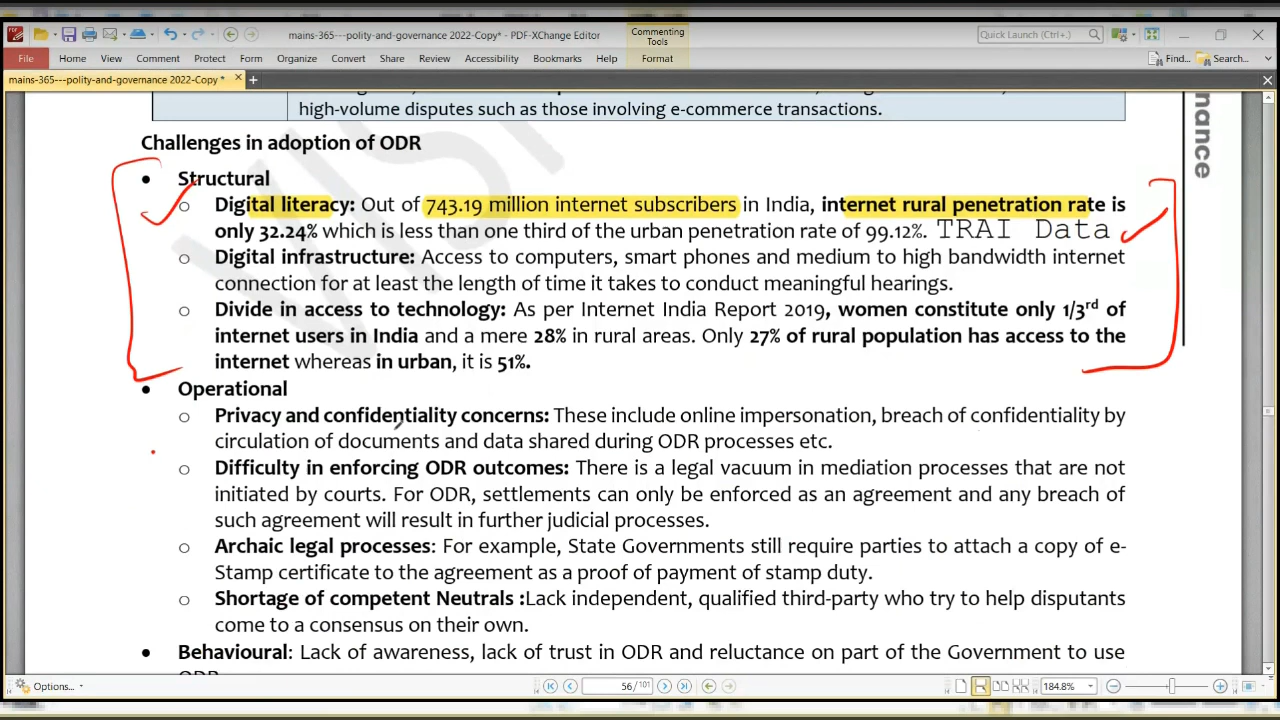 mains-365---polity-and-governance 2022-Copy* - PDF-XChange Editor
Commenting Tools
Quick Launch (Ctrl+.)
File Home View Comment Protect Form Organize Convert Share Review Accessibility Bookmarks Help Format Find... Search...
mains-365---polity-and-governance 2022-Copy *
high-volume disputes such as those involving e-commerce transactions.
Challenges in adoption of ODR
• Structural
o Digital literacy: Out of 743.19 million internet subscribers in India, internet rural penetration rate is
only 32.24% which is less than one third of the urban penetration rate of 99.12%. TRAI Data
o Digital infrastructure: Access to computers, smart phones and medium to high bandwidth internet
connection for at least the length of time it takes to conduct meaningful hearings.
o Divide in access to technology: As per Internet India Report 2019, women constitute only 1/3rd of
internet users in India and a mere 28% in rural areas. Only 27% of rural population has access to the
internet whereas in urban, it is 51%.
• Operational
o Privacy and confidentiality concerns: These include online impersonation, breach of confidentiality by
circulation of documents and data shared during ODR processes etc.
o Difficulty in enforcing ODR outcomes: There is a legal vacuum in mediation processes that are not
initiated by courts. For ODR, settlements can only be enforced as an agreement and any breach of
such agreement will result in further judicial processes.
o Archaic legal processes: For example, State Governments still require parties to attach a copy of e-
Stamp certificate to the agreement as a proof of payment of stamp duty.
o Shortage of competent Neutrals :Lack independent, qualified third-party who try to help disputants
come to a consensus on their own.
• Behavioural: Lack of awareness, lack of trust in ODR and reluctance on part of the Government to use
ODR
nance
Options... 56 / 101 184.8%